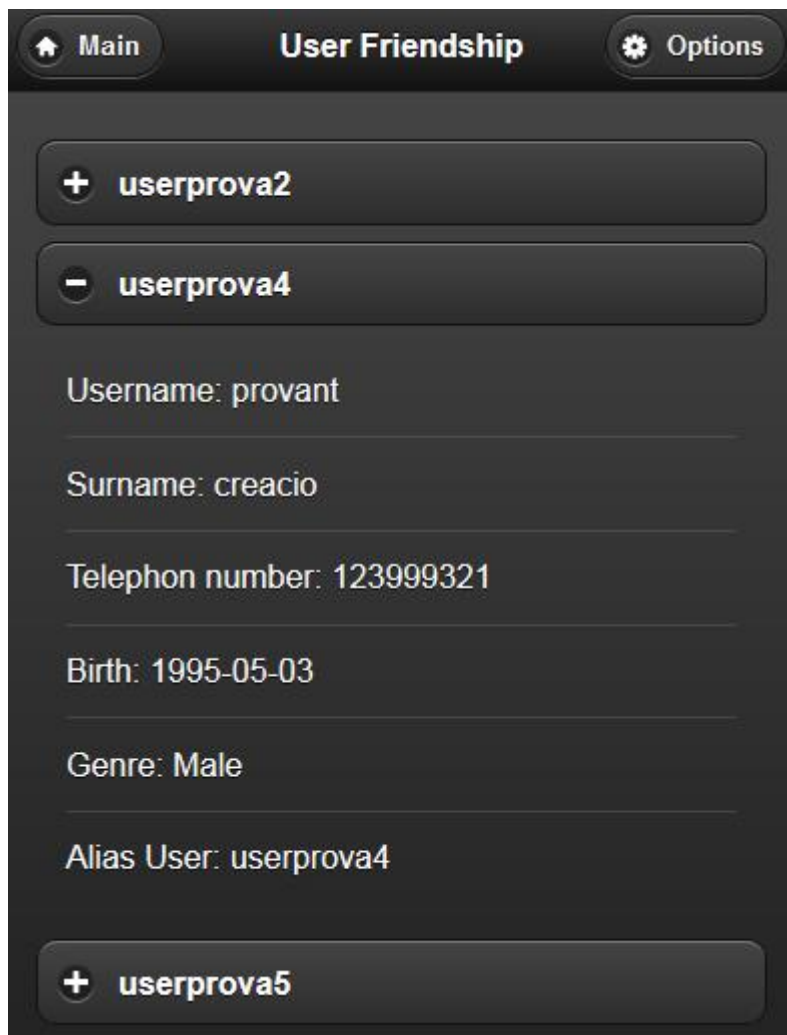 Main User Friendship Options
userprova2
userprova4
Username: provant
Surname: creacio
Telephon number: 123999321
Birth: 1995-05-03
Genre: Male
Alias User: userprova4
userprova5